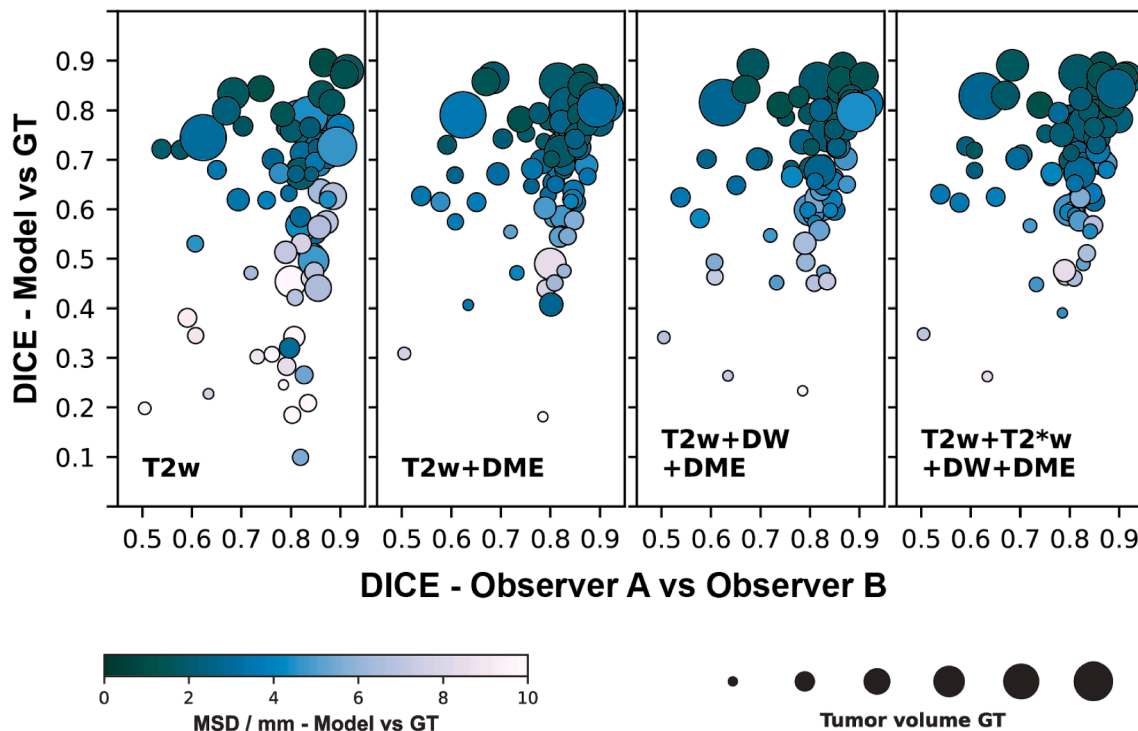 DICE - Model vs GT
0.9
0.8
0.7
0.6
0.5
0.4
0.3
0.2
0.1
T2w
T2w+DME
T2w+DW
+DME
T2w+T2*w
+DW+DME
0.5 0.6 0.7 0.8 0.9
0.5 0.6 0.7 0.8 0.9
0.5 0.6 0.7 0.8 0.9
0.5 0.6 0.7 0.8 0.9
DICE - Observer A vs Observer B
0 2 4 6 8 10
MSD / mm - Model vs GT
Tumor volume GT